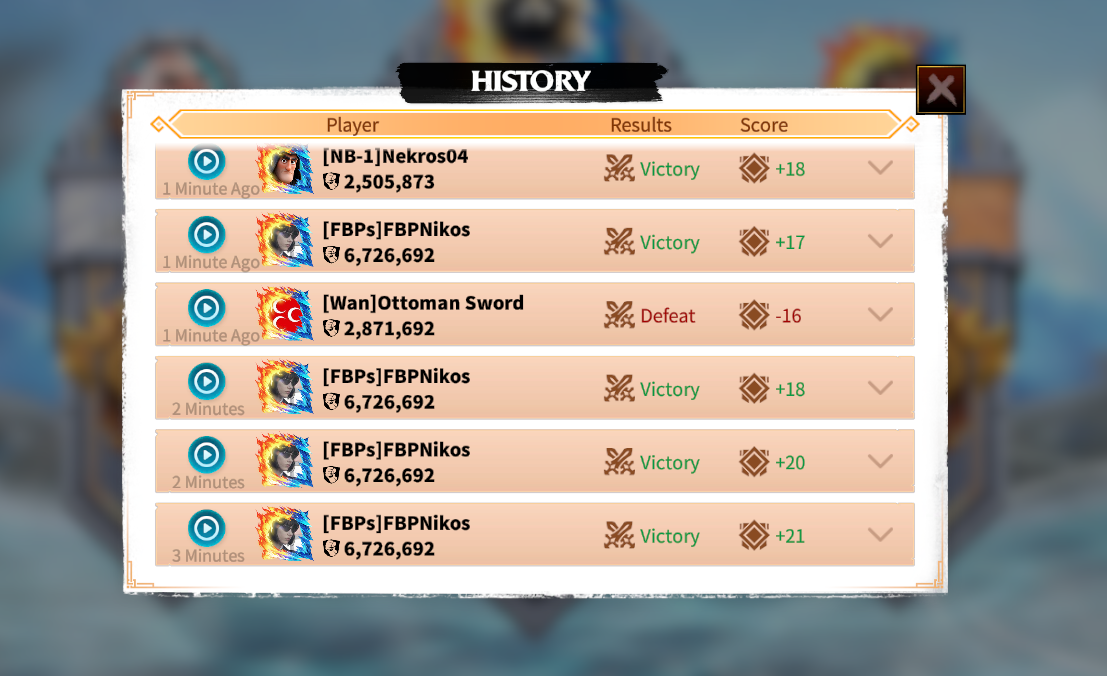 HISTORY
Player Results Score
[NB-1]Nekros04
2,505,873
1 Minute Ago
Victory
+18
[FBPs]FBPNikos
6,726,692
1 Minute Ago
Victory
+17
[Wan]Ottoman Sword
2,871,692
1 Minute Ago
Defeat
-16
[FBPs]FBPNikos
6,726,692
2 Minutes
Victory
+18
[FBPs]FBPNikos
6,726,692
2 Minutes
Victory
+20
[FBPs]FBPNikos
6,726,692
3 Minutes
Victory
+21